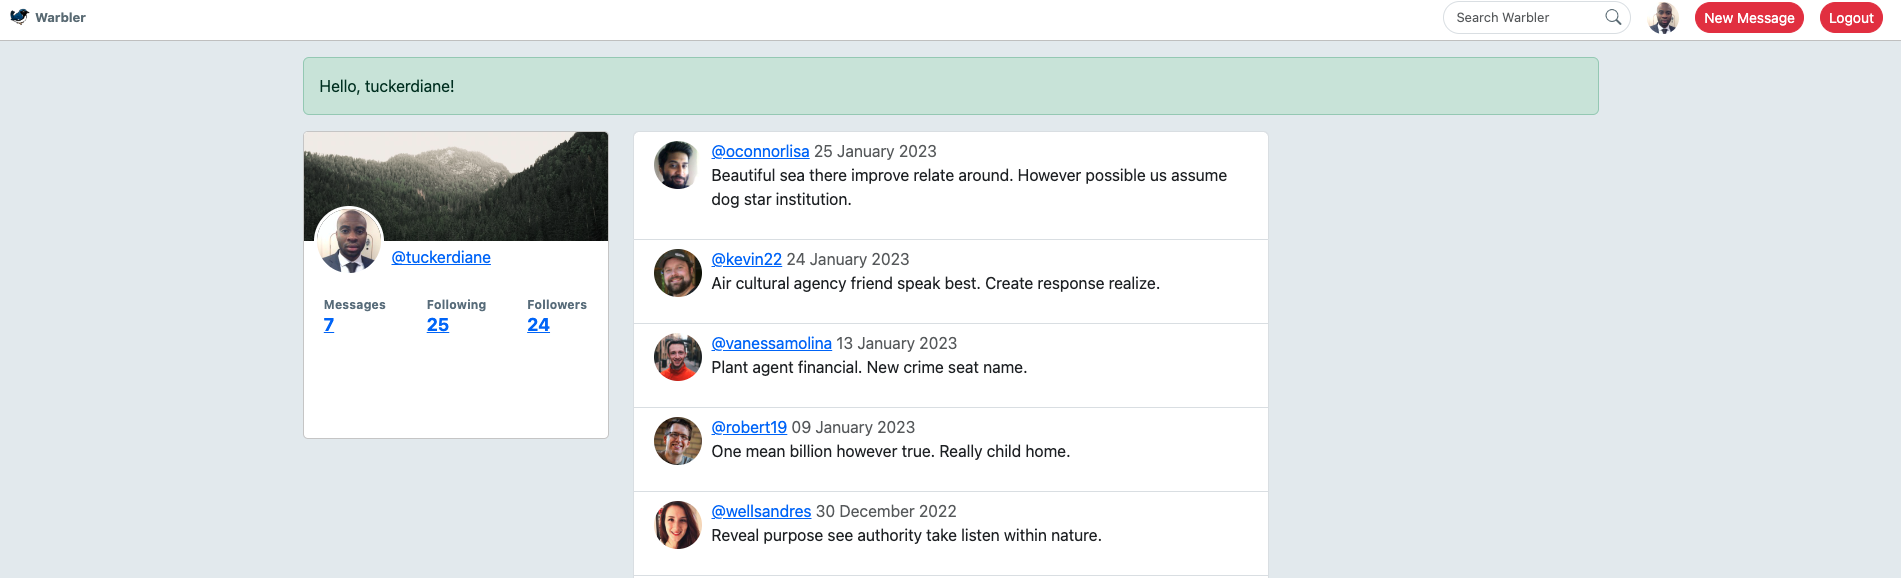 Warbler
Search Warbler
New Message
Logout
Hello, tuckerdiane!
@tuckerdiane
Messages
Following
Followers
7
25
24
@oconnorlisa 25 January 2023
Beautiful sea there improve relate around. However possible us assume
dog star institution.
@kevin22 24 January 2023
Air cultural agency friend speak best. Create response realize.
@vanessamolina 13 January 2023
Plant agent financial. New crime seat name.
@robert19 09 January 2023
One mean billion however true. Really child home.
@wellsandres 30 December 2022
Reveal purpose see authority take listen within nature.